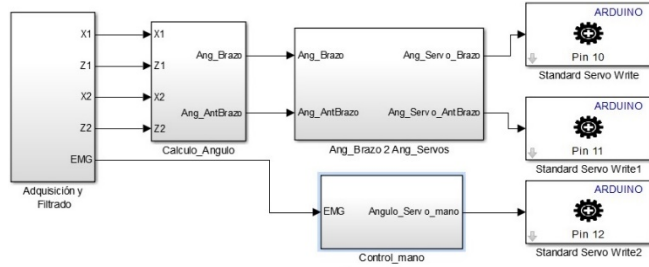 X1
Z1
X2
Z2
EMG
Adquisición y
Filtrado
X1
Z1
X2
Z2
Ang_Brazo
Ang_AntBrazo
Calculo_Angulo
Ang_Brazo
Ang_AntBrazo
Ang_Servo_Brazo
Ang_Servo_AntBrazo
Ang_Brazo 2 Ang_Servos
ARDUINO
Pin 10
Standard Servo Write
ARDUINO
Pin 11
Standard Servo Write1
EMG
Angulo_Servo_mano
Control_mano
ARDUINO
Pin 12
Standard Servo Write2